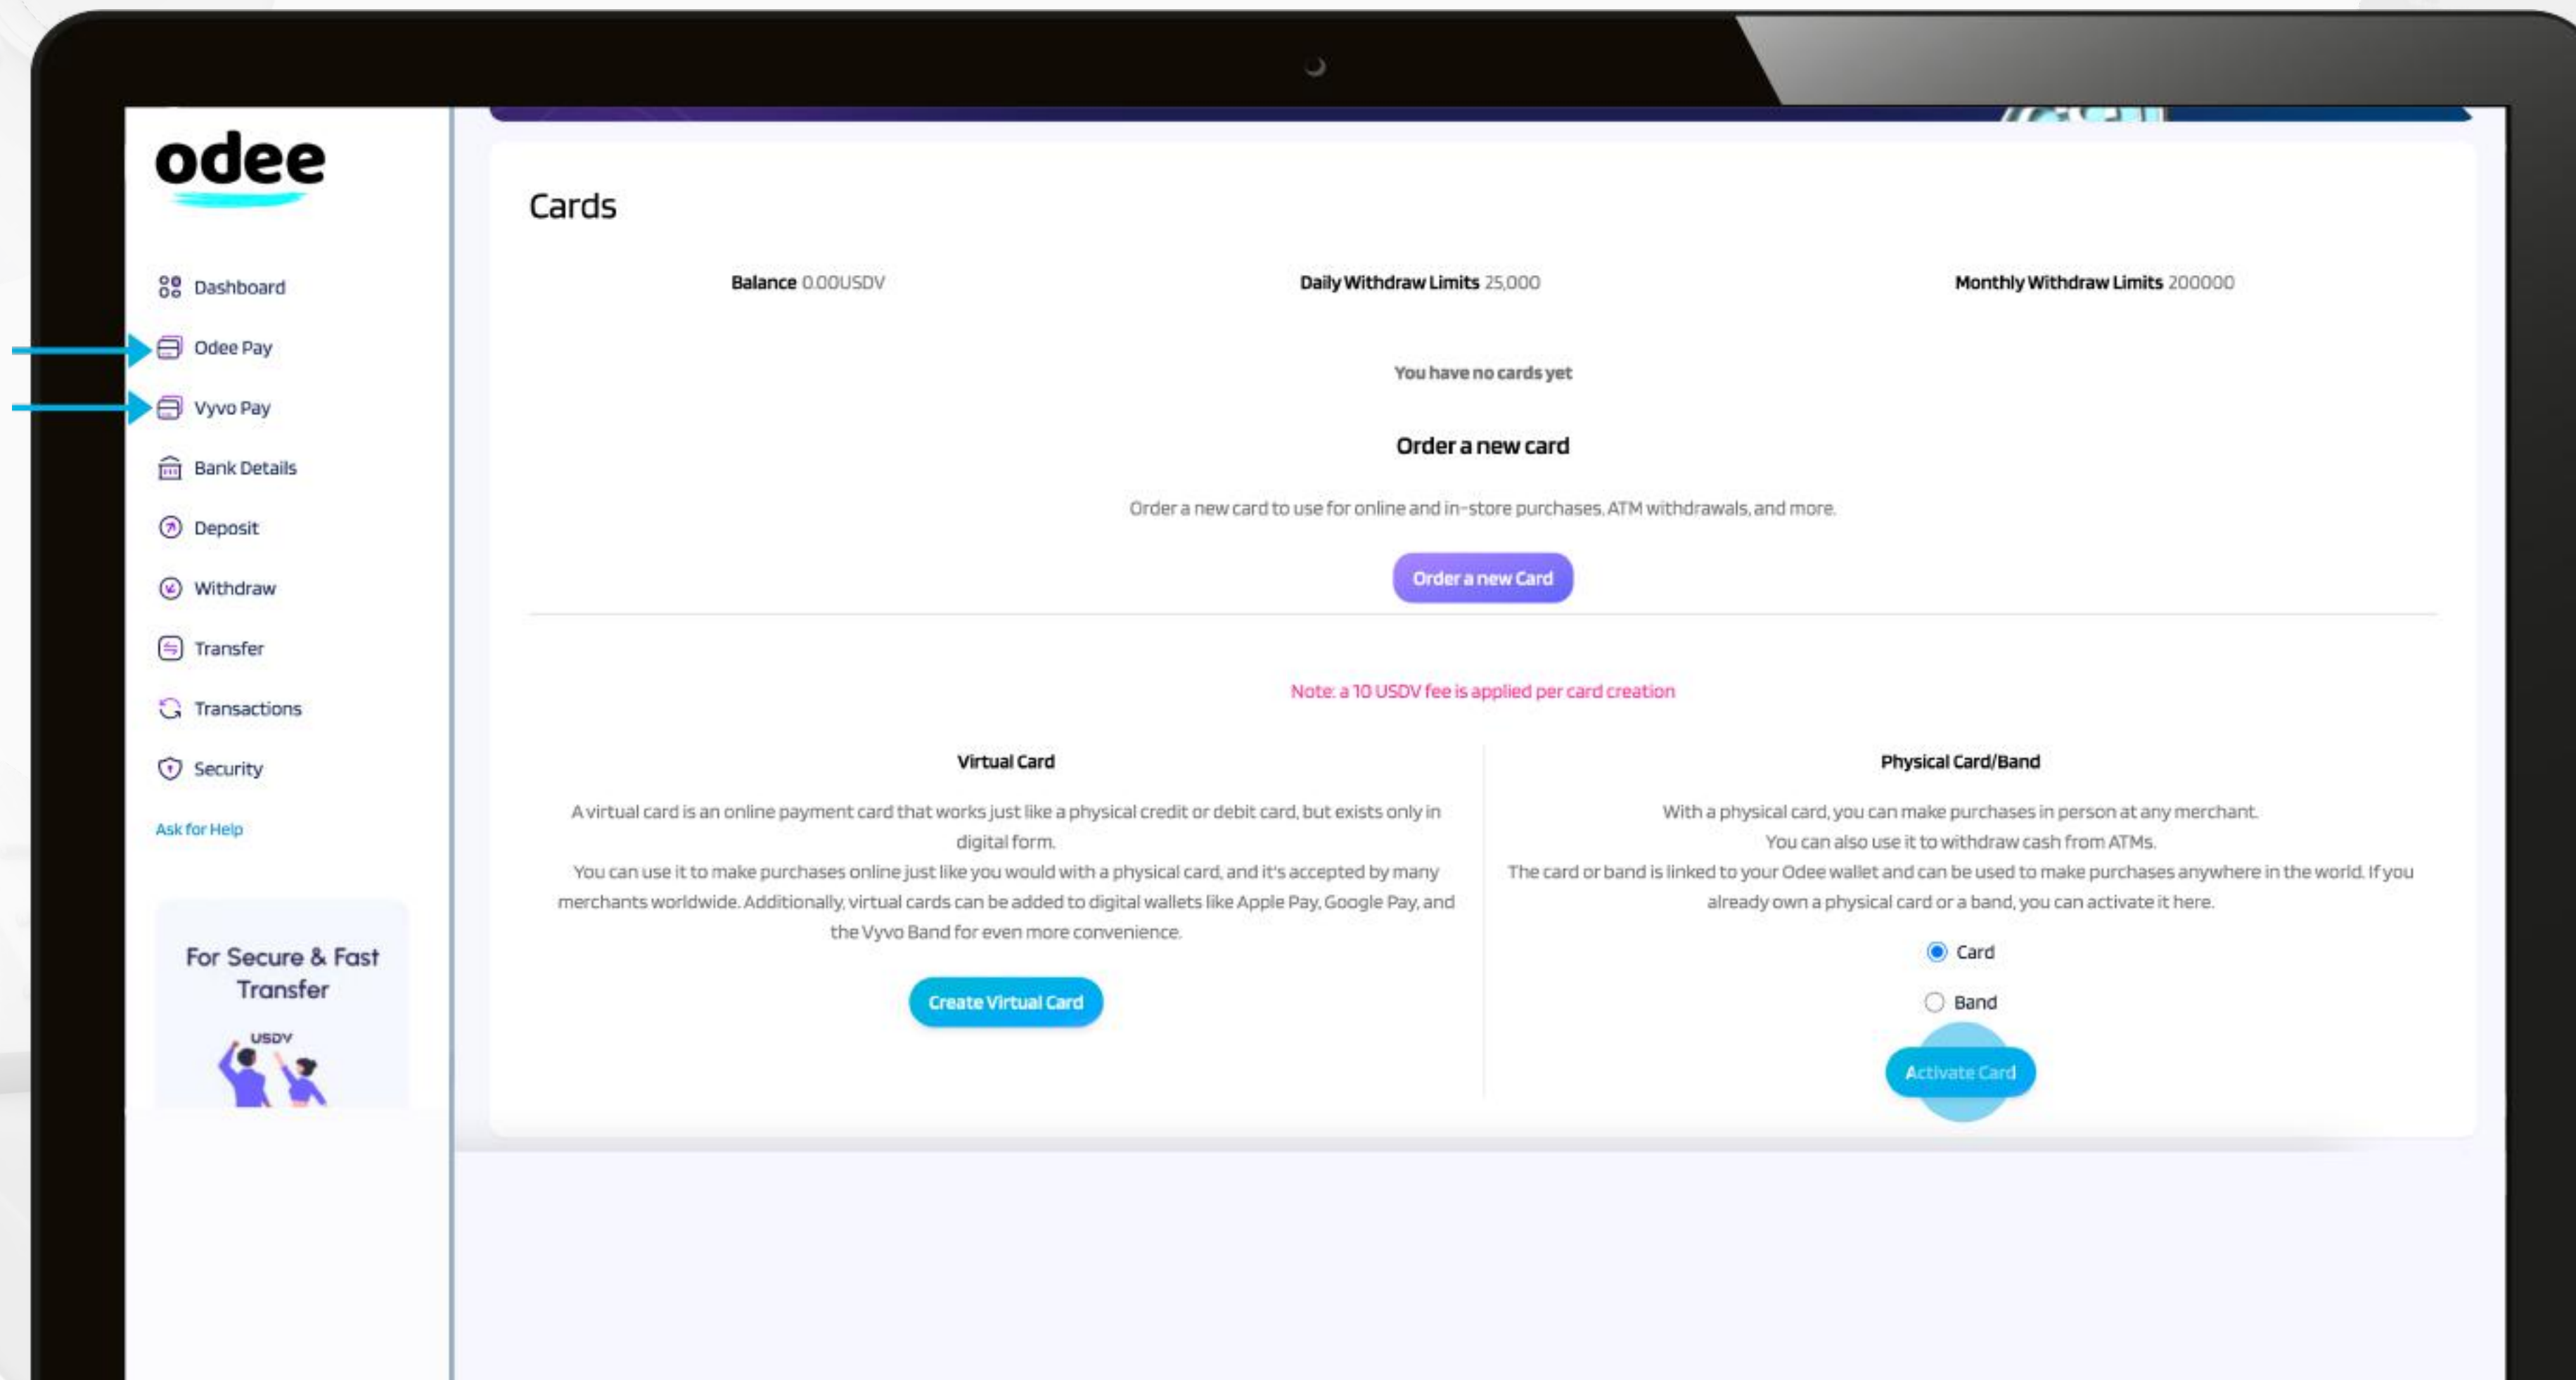 odee
Dashboard
Odee Pay
Vyvo Pay
Bank Details
Deposit
Withdraw
Transfer
Transactions
Security
Ask for Help
For Secure & Fast
Transfer
USDV
Cards
Balance 0.00USDV
Daily Withdraw Limits 25,000
Monthly Withdraw Limits 200000
You have no cards yet
Order a new card
Order a new card to use for online and in-store purchases, ATM withdrawals, and more.
Order a new Card
Note: a 10 USDV fee is applied per card creation
Virtual Card
A virtual card is an online payment card that works just like a physical credit or debit card, but exists only in
digital form.
You can use it to make purchases online just like you would with a physical card, and it's accepted by many
merchants worldwide. Additionally, virtual cards can be added to digital wallets like Apple Pay, Google Pay, and
the Vyvo Band for even more convenience.
Create Virtual Card
Physical Card/Band
With a physical card, you can make purchases in person at any merchant.
You can also use it to withdraw cash from ATMs.
The card or band is linked to your Odee wallet and can be used to make purchases anywhere in the world. If you
already own a physical card or a band, you can activate it here.
Card
Band
Activate Card